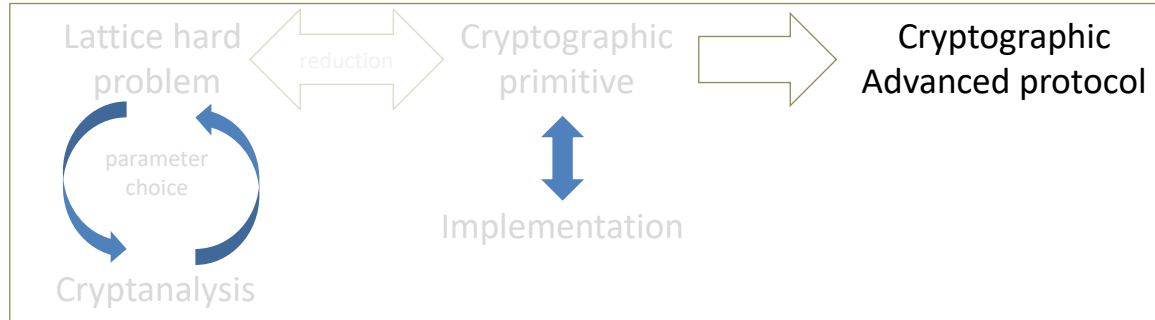 Lattice hard
problem
reduction
Cryptographic
primitive
Cryptographic
Advanced protocol
parameter
choice
Implementation
Cryptanalysis